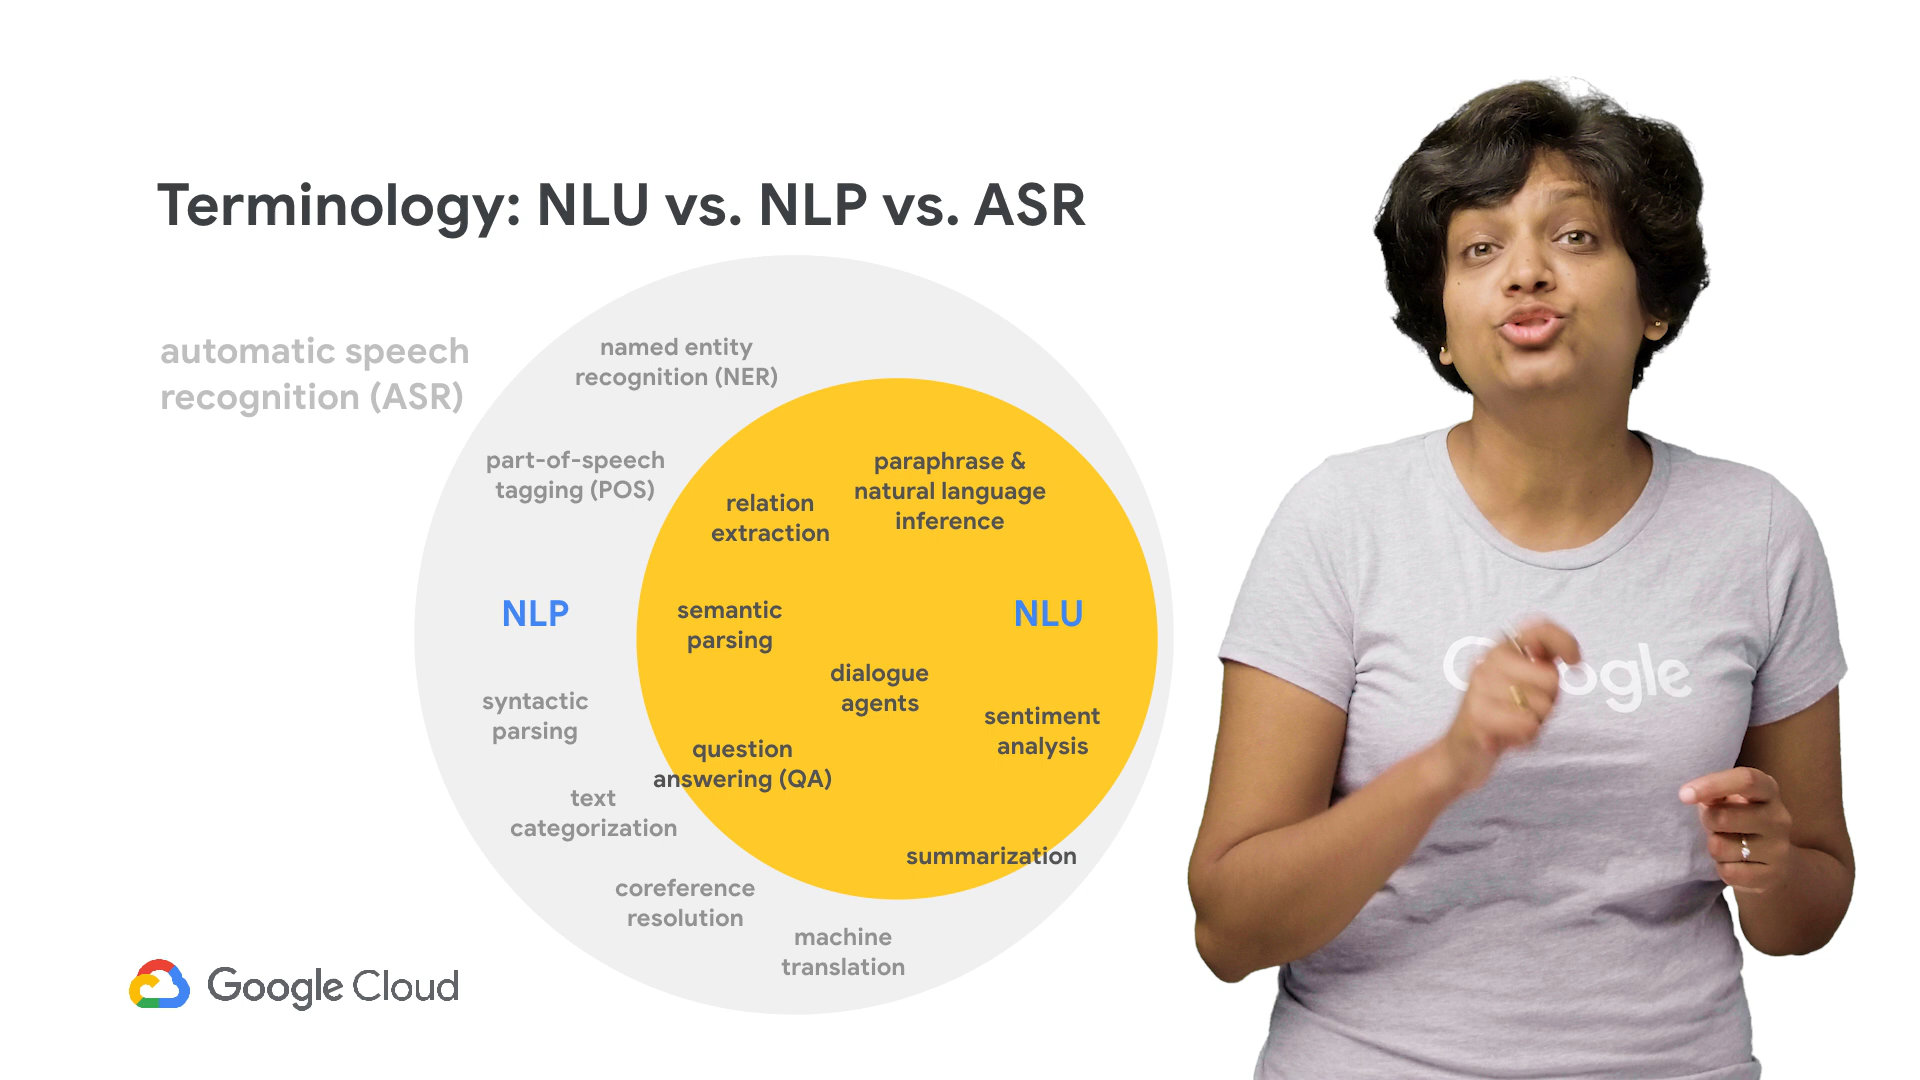 Terminology: NLU vs. NLP vs. ASR
automatic speech
recognition (ASR)
named entity
recognition (NER)
part-of-speech
tagging (POS)
relation
extraction
paraphrase &
natural language
inference
NLP
semantic
parsing
NLU
dialogue
agents
syntactic
parsing
sentiment
analysis
question
answering (QA)
text
categorization
summarization
coreference
resolution
machine
translation
Google Cloud